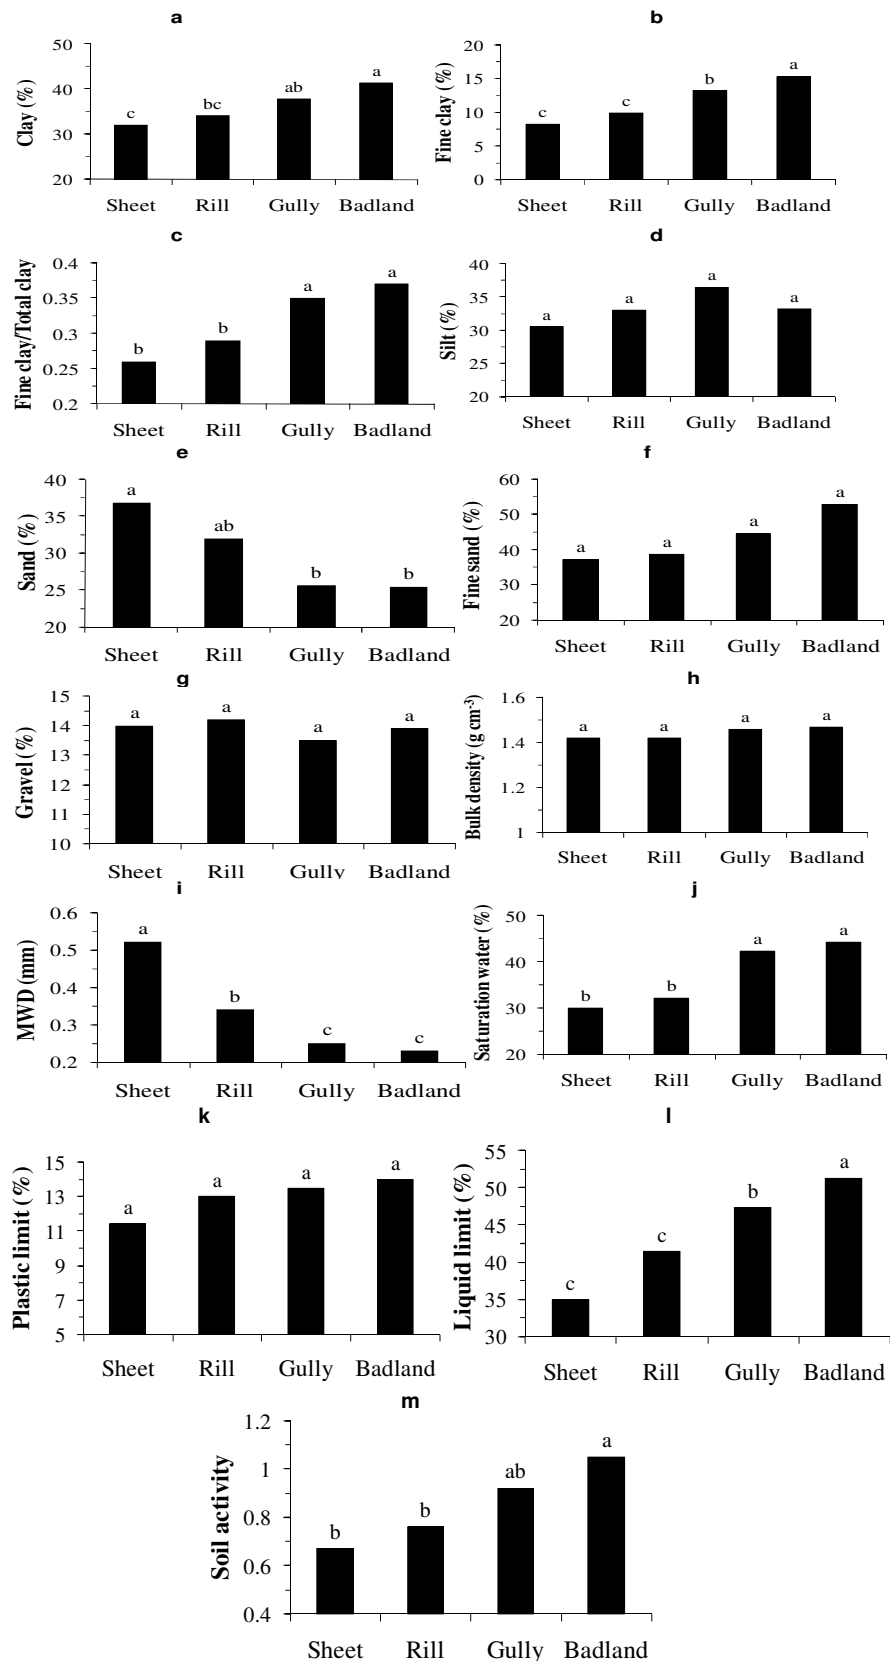 a
Clay (%)
50
40
30
20
c
bc
ab
a
Sheet Rill Gully Badland
b
Fine clay (%)
20
15
10
5
0
c
c
b
a
Sheet Rill Gully Badland
c
Fine clay/Total clay
0.4
0.35
0.3
0.25
0.2
b
b
a
a
Sheet Rill Gully Badland
d
Silt (%)
40
35
30
25
20
a
a
a
a
Sheet Rill Gully Badland
e
Sand (%)
40
35
30
25
20
a
ab
b
b
Sheet Rill Gully Badland
f
Fine sand (%)
60
50
40
30
20
a
a
a
a
Sheet Rill Gully Badland
g
Gravel (%)
15
14
13
12
11
10
a
a
a
a
Sheet Rill Gully Badland
h
Bulk density (g cm⁻³)
1.6
1.4
1.2
1
a
a
a
a
Sheet Rill Gully Badland
i
MWD (mm)
0.6
0.5
0.4
0.3
0.2
a
b
c
c
Sheet Rill Gully Badland
j
Saturation water (%)
50
40
30
20
b
b
a
a
Sheet Rill Gully Badland
k
Plastic limit (%)
15
13
11
9
7
5
a
a
a
a
Sheet Rill Gully Badland
l
Liquid limit (%)
55
50
45
40
35
30
c
c
b
a
Sheet Rill Gully Badland
m
Soil activity
1.2
1
0.8
0.6
0.4
b
b
ab
a
Sheet Rill Gully Badland